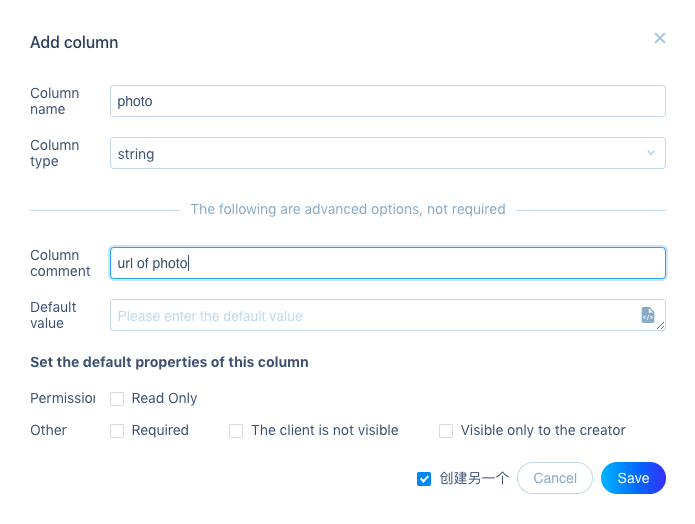 Add column
Column name
photo
Column type
string
The following are advanced options, not required
Column comment
url of photo
Default value
Please enter the default value
Set the default properties of this column
Permission Read Only
Other Required The client is not visible Visible only to the creator
创建另一个 Cancel Save